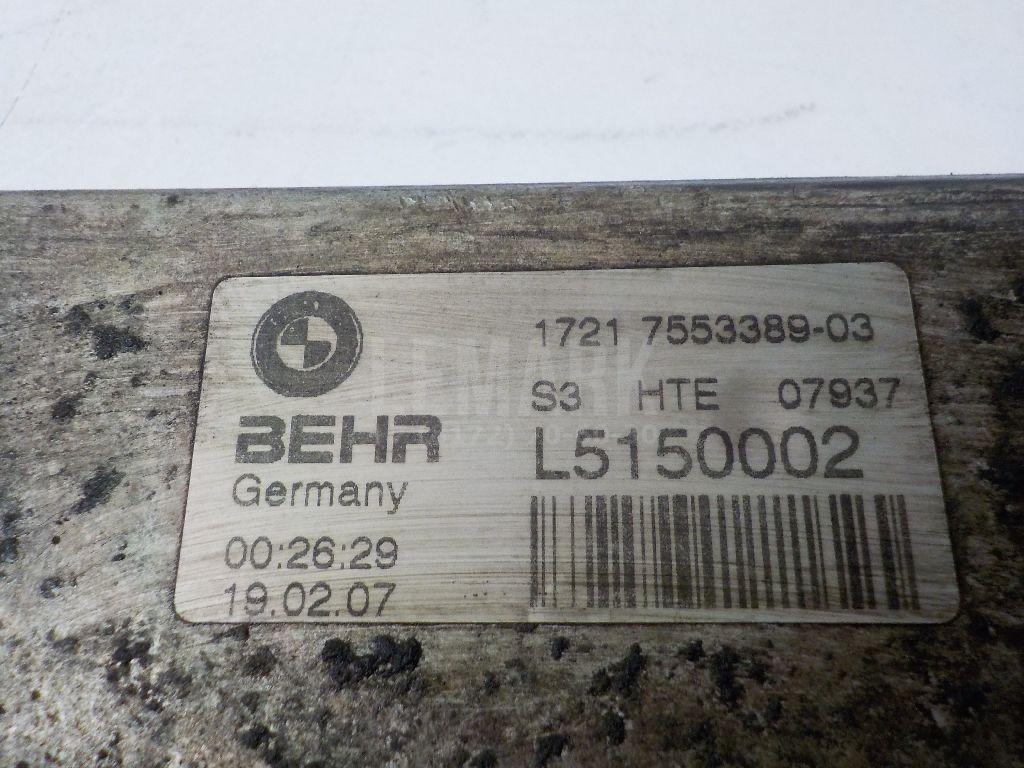 1721 7553389-03
S3 HTE 07937
L5150002
BEHR
Germany
00:26:29
19.02.07